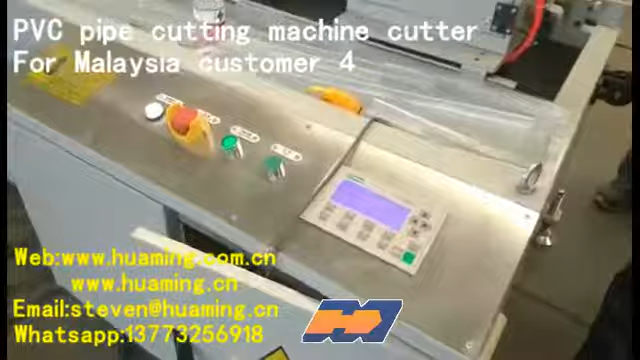 PVC pipe cutting machine cutter
For Malaysia customer 4
Web:www.huaming.com.cn
www.huaming.cn
Email:steven@huaming.cn
Whatsapp:13773256918